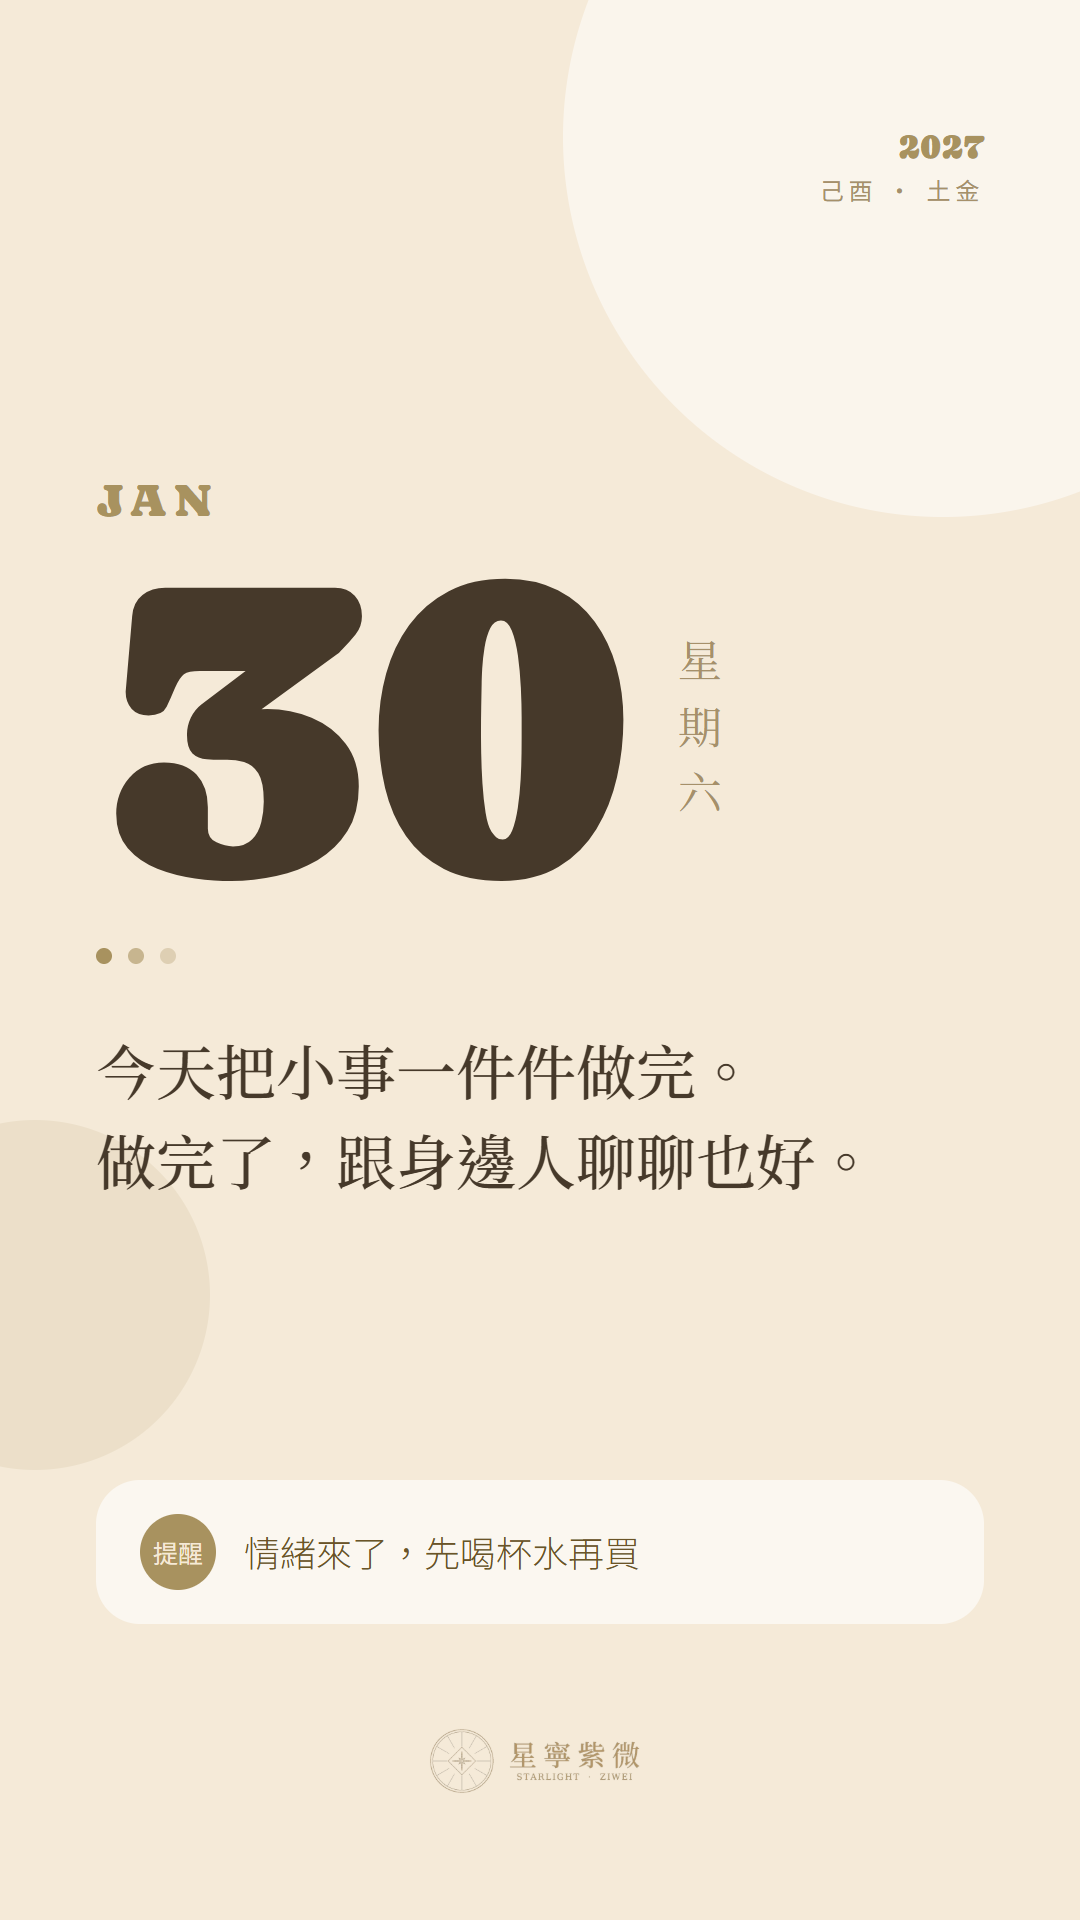 2027
己酉 · 土金
JAN
30
星期六
今天把小事一件件做完。
做完了，跟身邊人聊聊也好。
提醒
情緒來了，先喝杯水再買
星寧紫微
STARLIGHT · ZIWEI